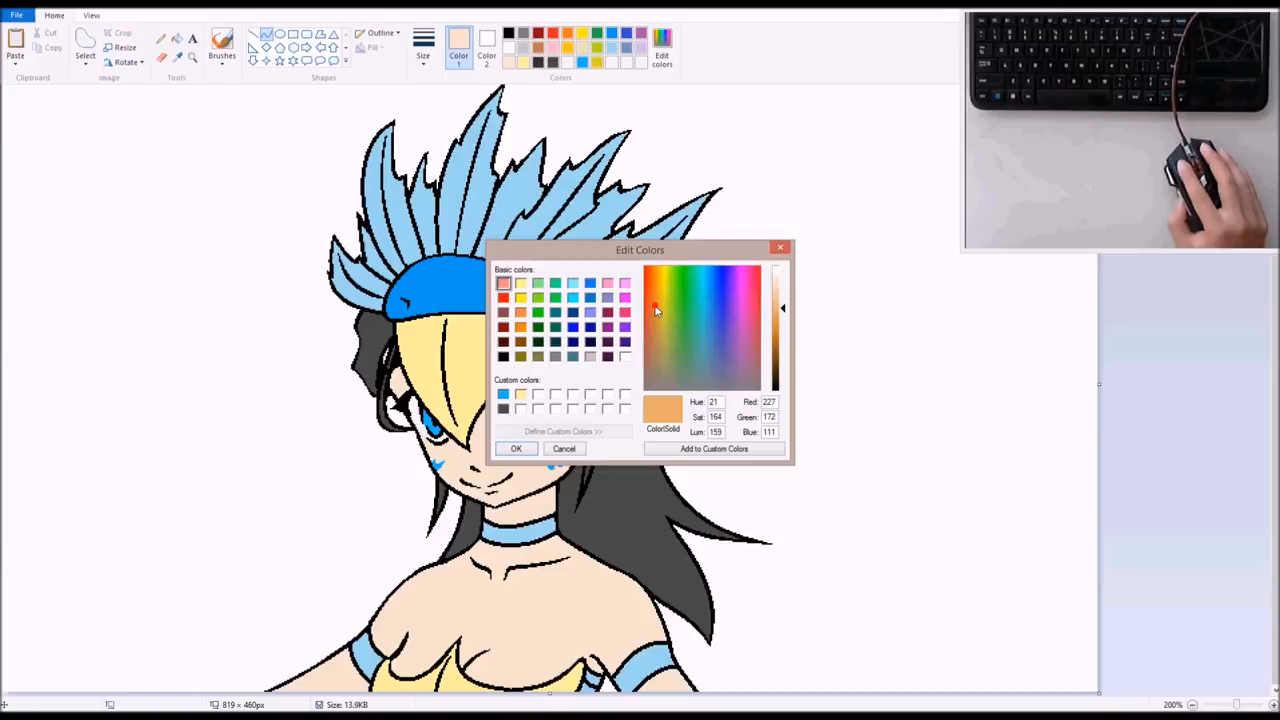 File Home View
Cut
Copy
Paste
Clipboard
Crop
Resize
Rotate
Select
Image
Tools
Brushes
Outline
Fill
Shapes
Size
Color
1
Color
2
Edit
colors
Colors
Edit Colors
Basic colors:
Custom colors:
Define Custom Colors >>
OK Cancel
Color|Solid
Hue: 21 Red: 227
Sat: 164 Green: 172
Lum: 159 Blue: 111
Add to Custom Colors
819 × 460px
Size: 13.9KB
200%